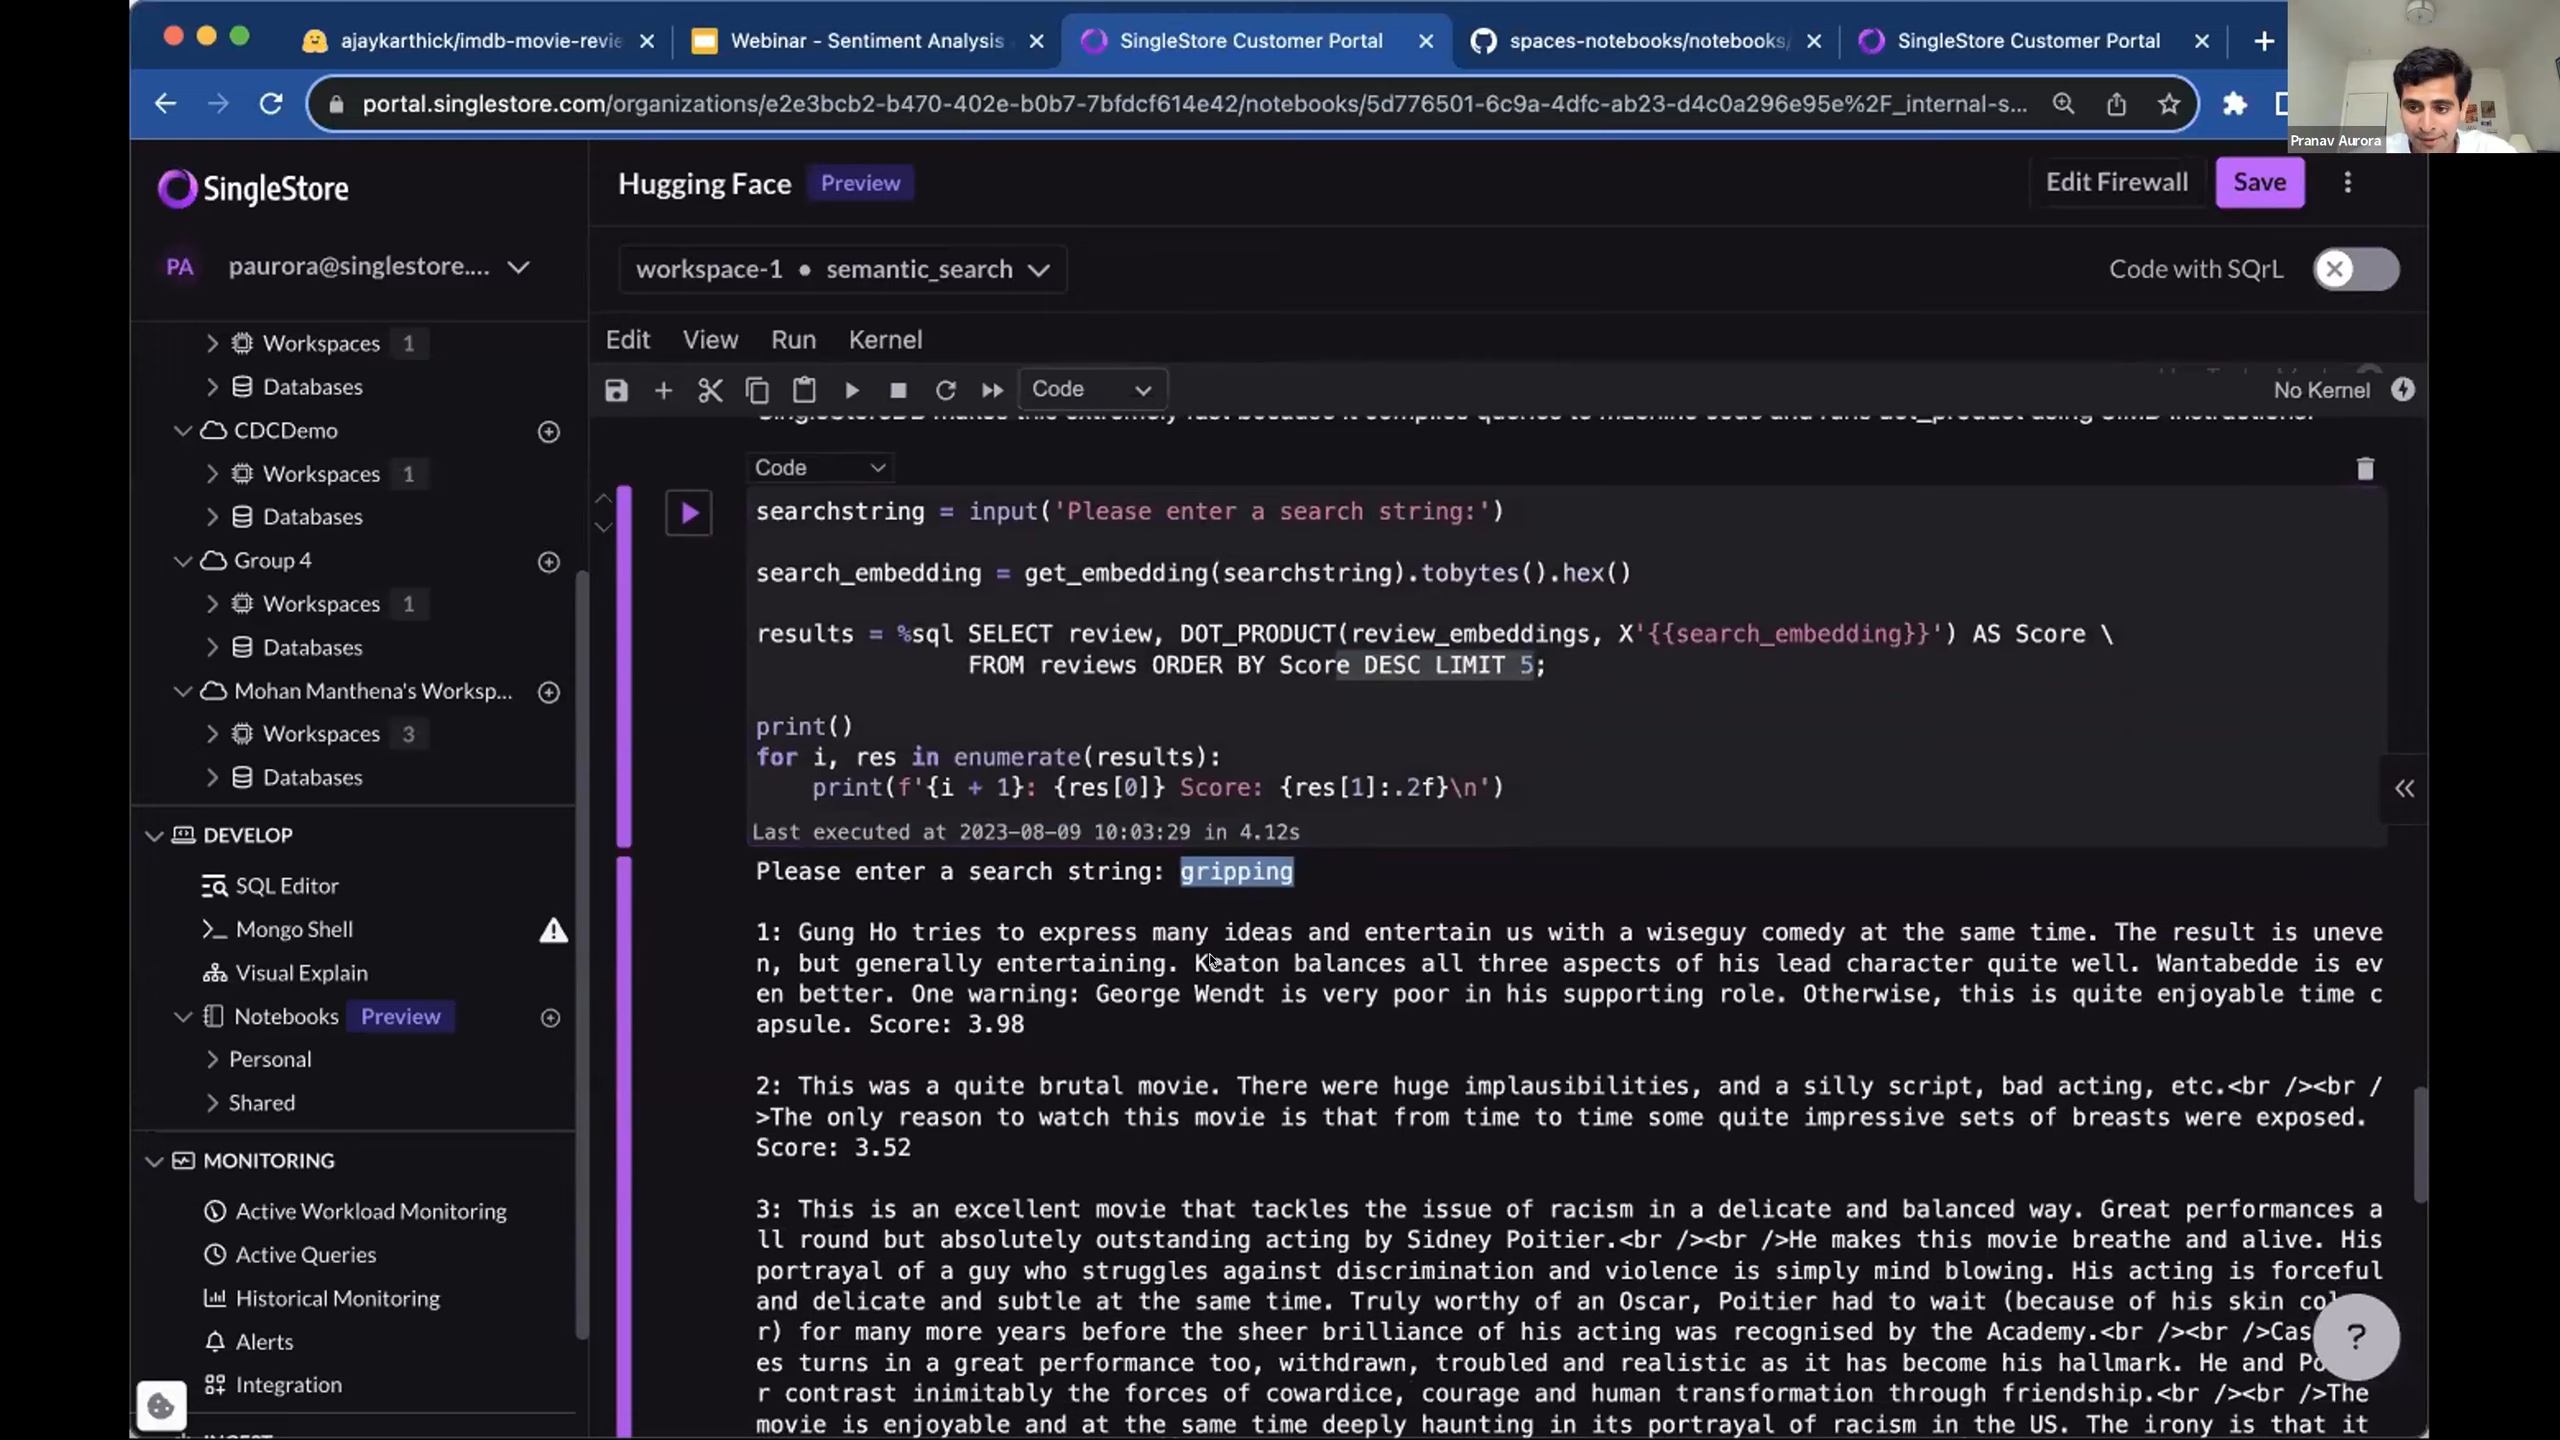 ajaykarthick/imdb-movie-revie
Webinar - Sentiment Analysis
SingleStore Customer Portal
spaces-notebooks/notebooks/
SingleStore Customer Portal
portal.singlestore.com/organizations/e2e3bcb2-b470-402e-b0b7-7bfdcf614e42/notebooks/5d776501-6c9a-4dfc-ab23-d4c0a296e95e%2F_internal-s...
Pranav Aurora
SingleStore
Hugging Face Preview
Edit Firewall
Save
PA paurora@singlestore....
workspace-1 • semantic_search
Code with SQrL
Edit View Run Kernel
Code
No Kernel
Workspaces 1
Databases
CDCDemo
Workspaces 1
Databases
Group 4
Workspaces 1
Databases
Mohan Manthena's Worksp...
Workspaces 3
Databases
DEVELOP
SQL Editor
Mongo Shell
Visual Explain
Notebooks Preview
Personal
Shared
MONITORING
Active Workload Monitoring
Active Queries
Historical Monitoring
Alerts
Integration
SingleStoreDB makes this extremely fast because it compiles queries to machine code and runs dot_product using SIMD instructions.
Code
searchstring = input('Please enter a search string:')
search_embedding = get_embedding(searchstring).tobytes().hex()
results = %sql SELECT review, DOT_PRODUCT(review_embeddings, X'{{search_embedding}}') AS Score \
FROM reviews ORDER BY Score DESC LIMIT 5;
print()
for i, res in enumerate(results):
print(f'{i + 1}: {res[0]} Score: {res[1]:.2f}\n')
Last executed at 2023-08-09 10:03:29 in 4.12s
Please enter a search string: gripping
1: Gung Ho tries to express many ideas and entertain us with a wiseguy comedy at the same time. The result is uneve
n, but generally entertaining. Keaton balances all three aspects of his lead character quite well. Wantabedde is ev
en better. One warning: George Wendt is very poor in his supporting role. Otherwise, this is quite enjoyable time c
apsule. Score: 3.98
2: This was a quite brutal movie. There were huge implausibilities, and a silly script, bad acting, etc.<br /><br /
>The only reason to watch this movie is that from time to time some quite impressive sets of breasts were exposed.
Score: 3.52
3: This is an excellent movie that tackles the issue of racism in a delicate and balanced way. Great performances a
ll round but absolutely outstanding acting by Sidney Poitier.<br /><br />He makes this movie breathe and alive. His
portrayal of a guy who struggles against discrimination and violence is simply mind blowing. His acting is forceful
and delicate and subtle at the same time. Truly worthy of an Oscar, Poitier had to wait (because of his skin co
r) for many more years before the sheer brilliance of his acting was recognised by the Academy.<br /><br />Cas
es turns in a great performance too, withdrawn, troubled and realistic as it has become his hallmark. He and Po
r contrast inimitably the forces of cowardice, courage and human transformation through friendship.<br /><br />The
movie is enjoyable and at the same time deeply haunting in its portrayal of racism in the US. The irony is that it